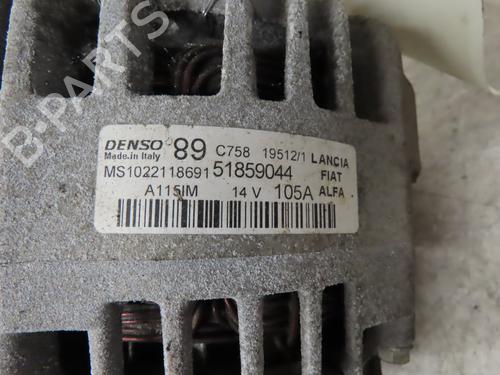 DENSO 89 C758 19512/1 LANCIA
Made in Italy
MS1022118691 51859044 FIAT
A115IM 14 V 105A ALFA
B-PARTS